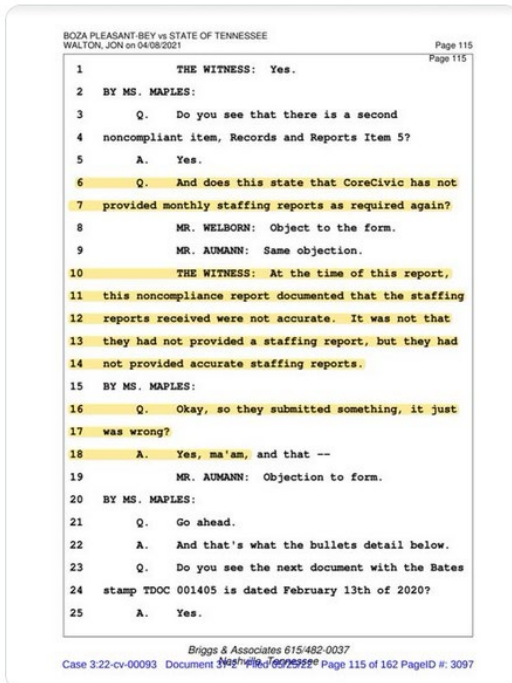 BOZA PLEASANT-BEY vs STATE OF TENNESSEE
WALTON, JON on 04/08/2021 Page 115
Page 115
1 THE WITNESS: Yes.
2 BY MS. MAPLES:
3 Q. Do you see that there is a second
4 noncompliant item, Records and Reports Item 5?
5 A. Yes.
6 Q. And does this state that CoreCivic has not
7 provided monthly staffing reports as required again?
8 MR. WELBORN: Object to the form.
9 MR. AUMANN: Same objection.
10 THE WITNESS: At the time of this report,
11 this noncompliance report documented that the staffing
12 reports received were not accurate. It was not that
13 they had not provided a staffing report, but they had
14 not provided accurate staffing reports.
15 BY MS. MAPLES:
16 Q. Okay, so they submitted something, it just
17 was wrong?
18 A. Yes, ma'am, and that --
19 MR. AUMANN: Objection to form.
20 BY MS. MAPLES:
21 Q. Go ahead.
22 A. And that's what the bullets detail below.
23 Q. Do you see the next document with the Bates
24 stamp TDOC 001405 is dated February 13th of 2020?
25 A. Yes.
Briggs & Associates 615/482-0037
Nashville, Tennessee
Case 3:22-cv-00093 Document 37-2 Filed 05/25/22 Page 115 of 162 PageID #: 3097